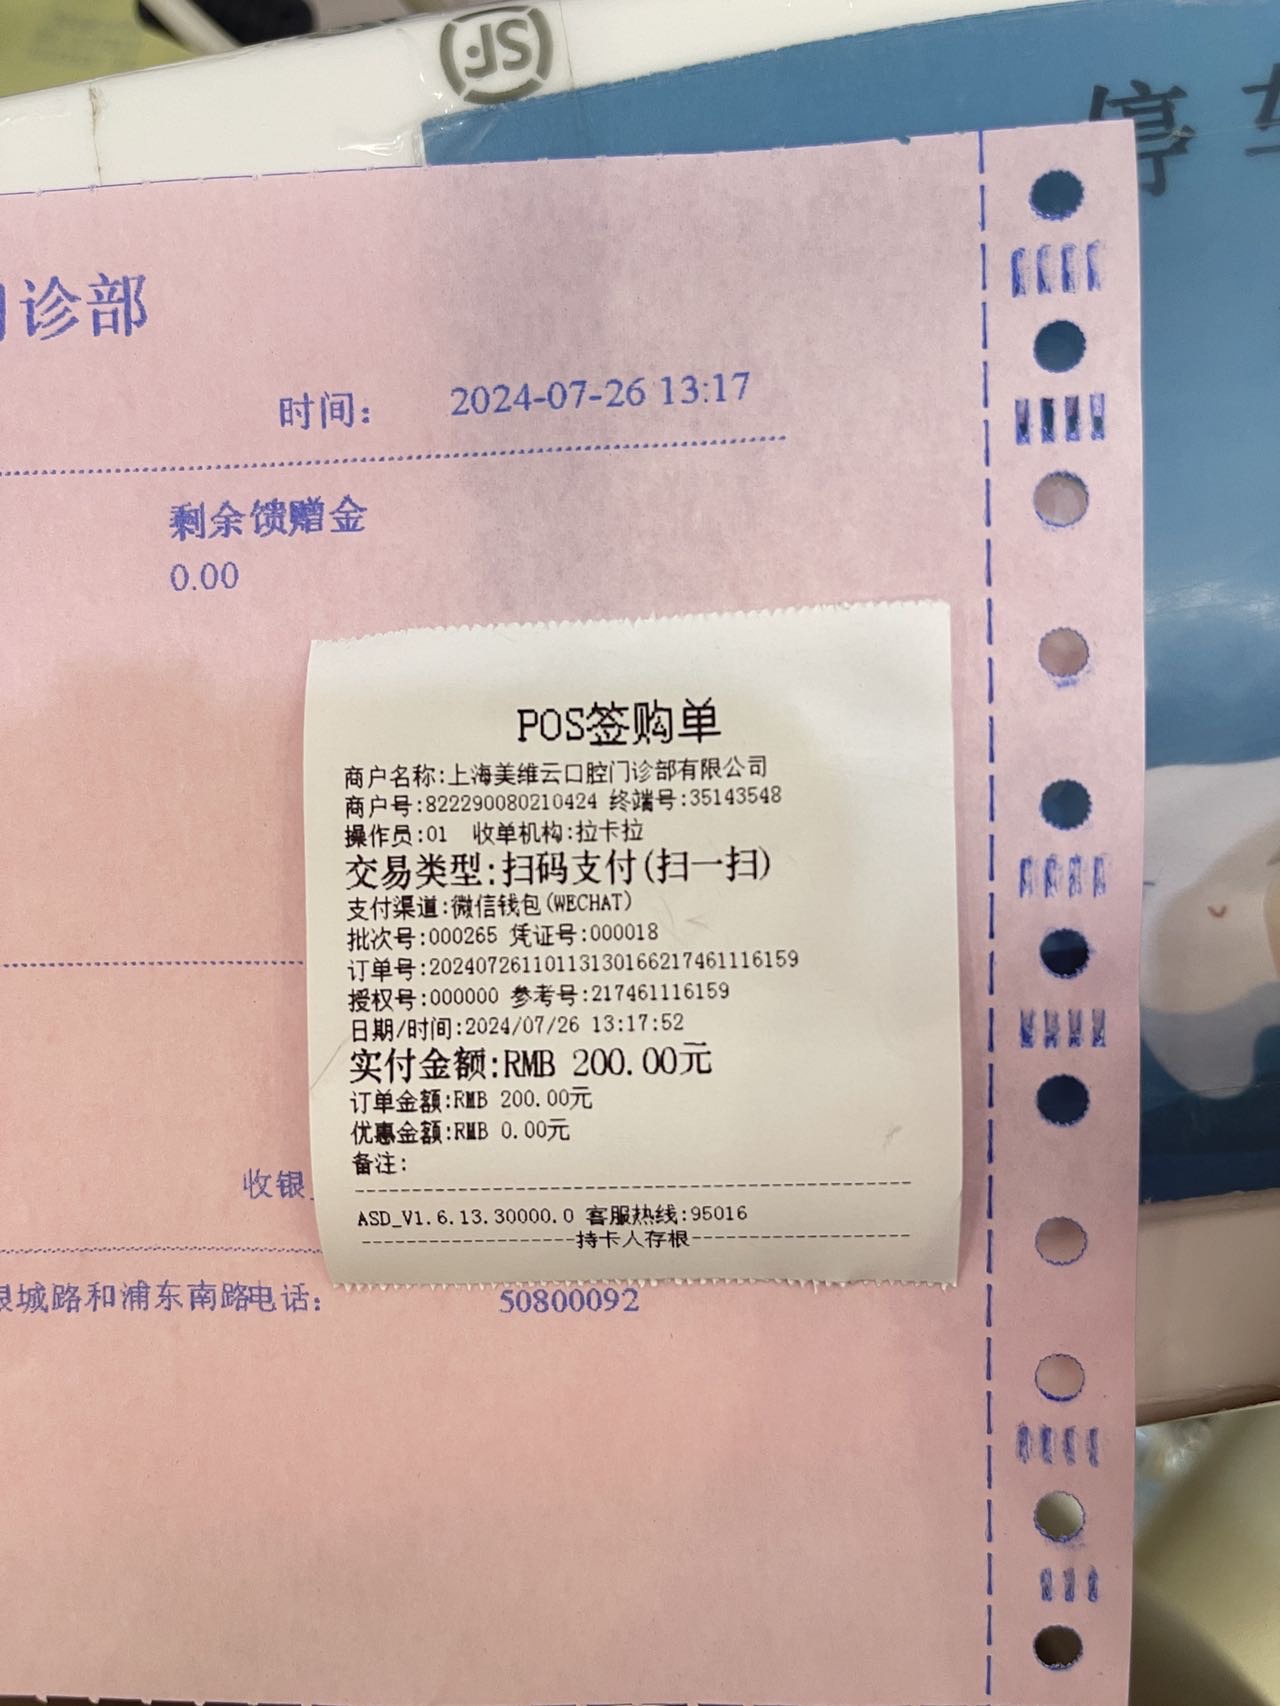 停车
门诊部
时间： 2024-07-26 13:17
剩余馈赠金
0.00
POS签购单
商户名称:上海美维云口腔门诊部有限公司
商户号:822290080210424 终端号:35143548
操作员:01 收单机构:拉卡拉
交易类型:扫码支付(扫一扫)
支付渠道:微信钱包(WECHAT)
批次号:000265 凭证号:000018
订单号:20240726110113130166217461116159
授权号:000000 参考号:217461116159
日期/时间:2024/07/26 13:17:52
实付金额:RMB 200.00元
订单金额:RMB 200.00元
优惠金额:RMB 0.00元
备注:
收银
ASD_V1.6.13.30000.0 客服热线:95016
持卡人存根
银城路和浦东南路电话： 50800092